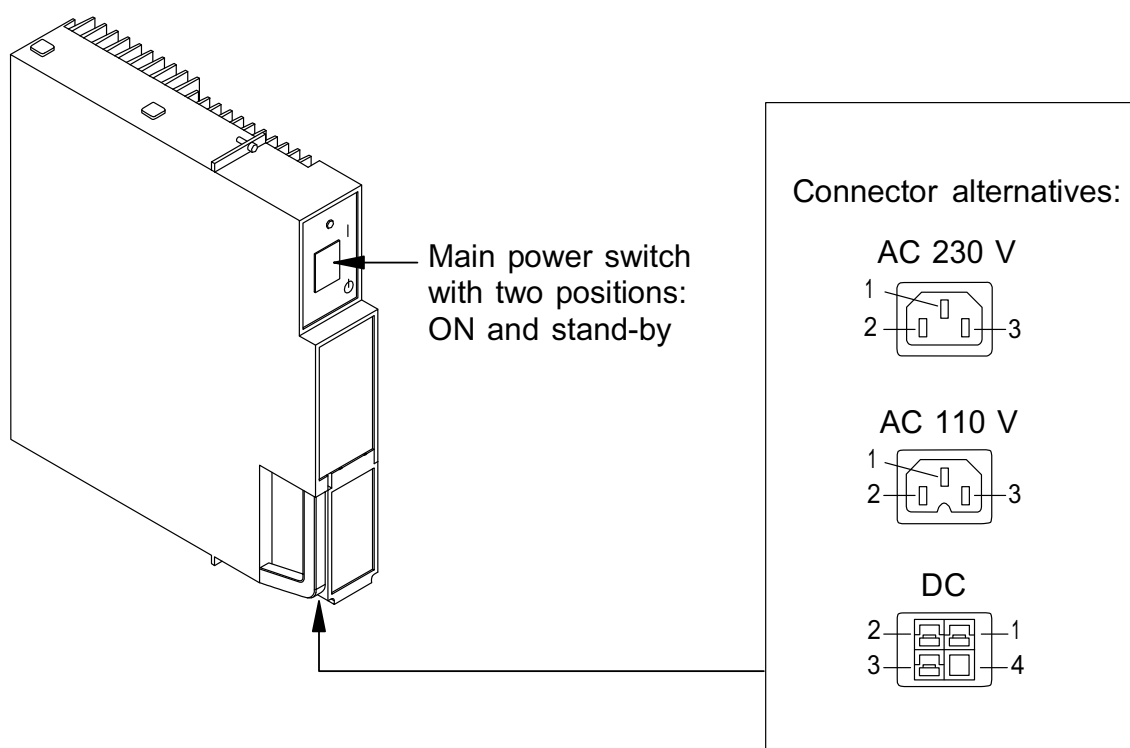 Main power switch
with two positions:
ON and stand-by
Connector alternatives:
AC 230 V
1
2 3
AC 110 V
1
2 3
DC
2 1
3 4